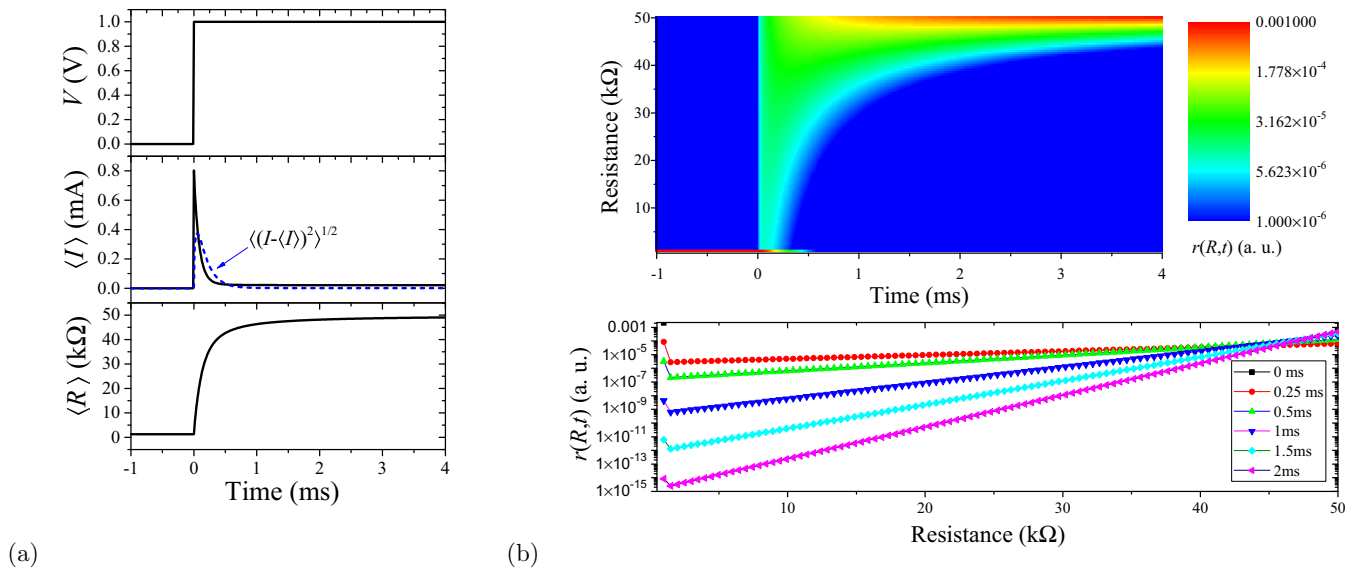 1.0
0.8
0.6
0.4
0.2
0.0
V (V)
0.8
0.6
0.4
0.2
0.0
⟨I⟩ (mA)
⟨(I-⟨I⟩)²⟩^1/2
50
40
30
20
10
0
⟨R⟩ (kΩ)
-1 0 1 2 3 4
Time (ms)
(a)
50
40
30
20
10
Resistance (kΩ)
-1 0 1 2 3 4
Time (ms)
0.001000
1.778×10⁻⁴
3.162×10⁻⁵
5.623×10⁻⁶
1.000×10⁻⁶
r(R,t) (a. u.)
0.001
1×10⁻⁵
1×10⁻⁷
1×10⁻⁹
1×10⁻¹¹
1×10⁻¹³
1×10⁻¹⁵
r(R,t) (a. u.)
0 ms
0.25 ms
0.5ms
1ms
1.5ms
2ms
10 20 30 40 50
Resistance (kΩ)
(b)